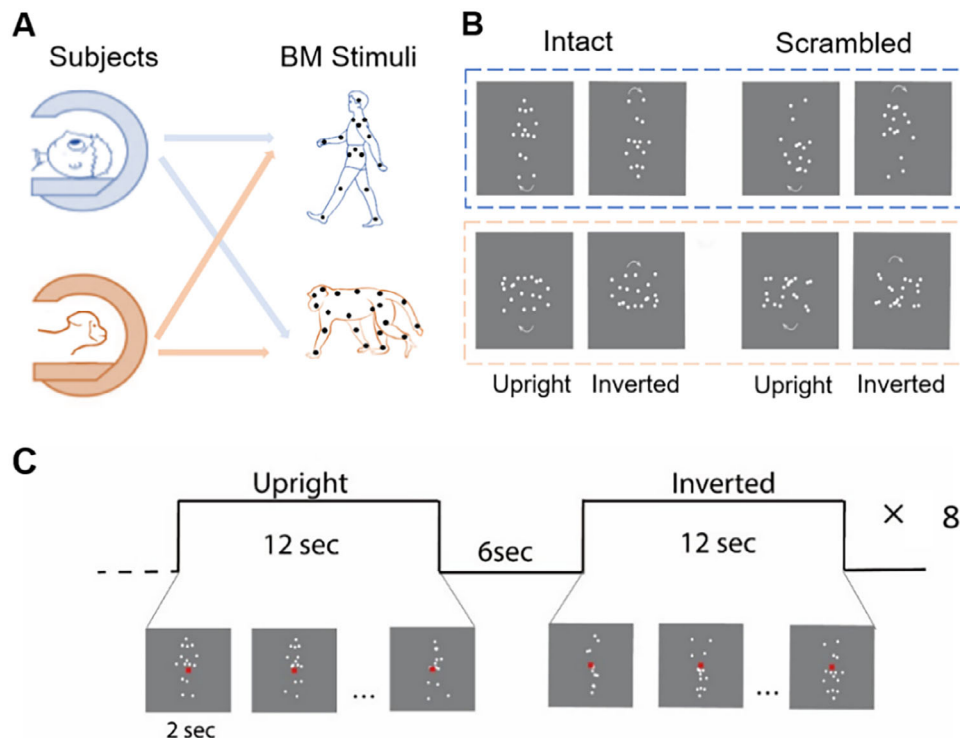 A
Subjects
BM Stimuli
B
Intact
Scrambled
Upright
Inverted
Upright
Inverted
C
Upright
Inverted
× 8
12 sec
6sec
12 sec
...
...
2 sec